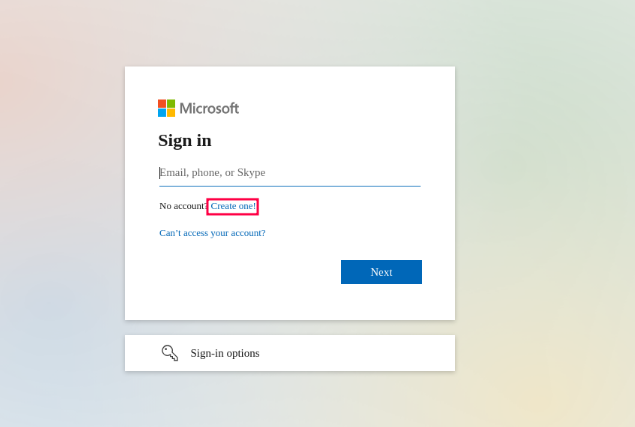 Microsoft
Sign in
Email, phone, or Skype
No account? Create one!
Can’t access your account?
Next
Sign-in options